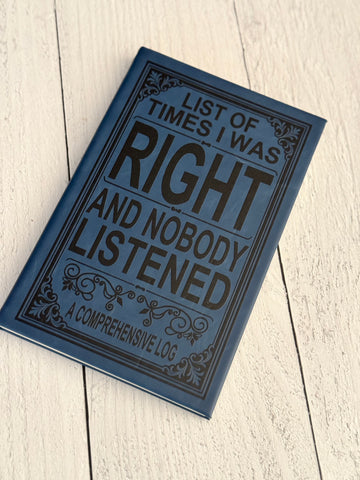 LIST OF
TIMES I WAS
RIGHT
AND NOBODY
LISTENED
A COMPREHENSIVE LOG